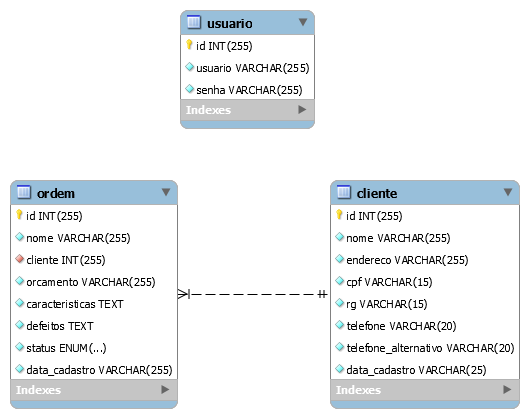 usuario
id INT(255)
usuario VARCHAR(255)
senha VARCHAR(255)
Indexes
ordem
id INT(255)
nome VARCHAR(255)
cliente INT(255)
orcamento VARCHAR(255)
caracteristicas TEXT
defeitos TEXT
status ENUM(...)
data_cadastro VARCHAR(255)
Indexes
cliente
id INT(255)
nome VARCHAR(255)
endereco VARCHAR(255)
cpf VARCHAR(15)
rg VARCHAR(15)
telefone VARCHAR(20)
telefone_alternativo VARCHAR(20)
data_cadastro VARCHAR(25)
Indexes